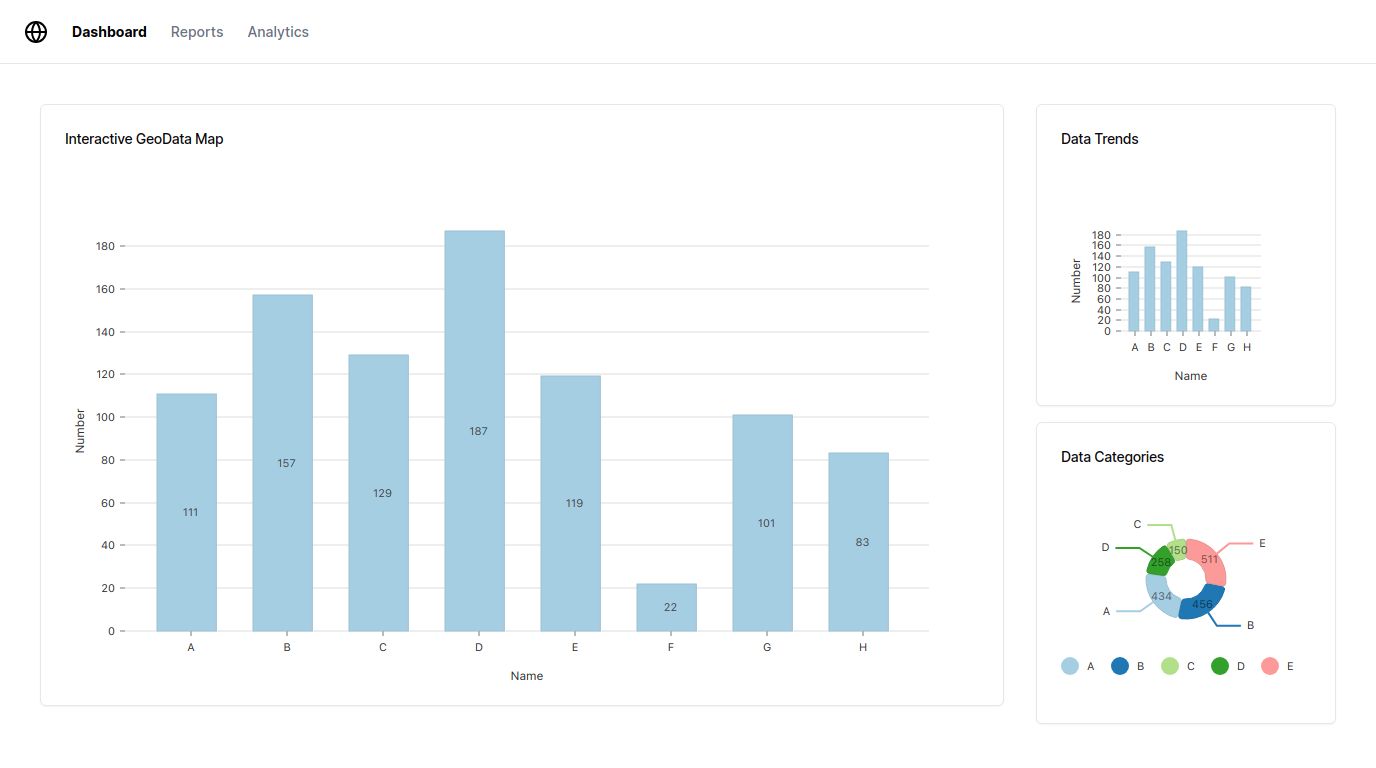 Dashboard Reports Analytics
Interactive GeoData Map
180
160
140
120
100
80
60
40
20
0
Number
111
157
129
187
119
22
101
83
A B C D E F G H
Name
Data Trends
180
160
140
120
100
80
60
40
20
0
Number
A B C D E F G H
Name
Data Categories
C
D
E
A
B
150
258
511
434
456
A B C D E